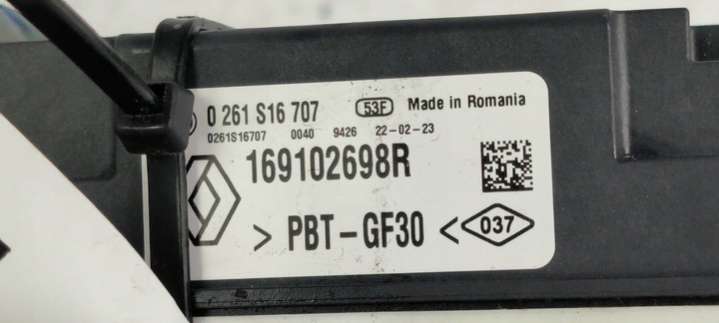 0 261 S16 707 53F Made in Romania
0261S16707 0040 9426 22-02-23
169102698R
> PBT-GF30 < 037